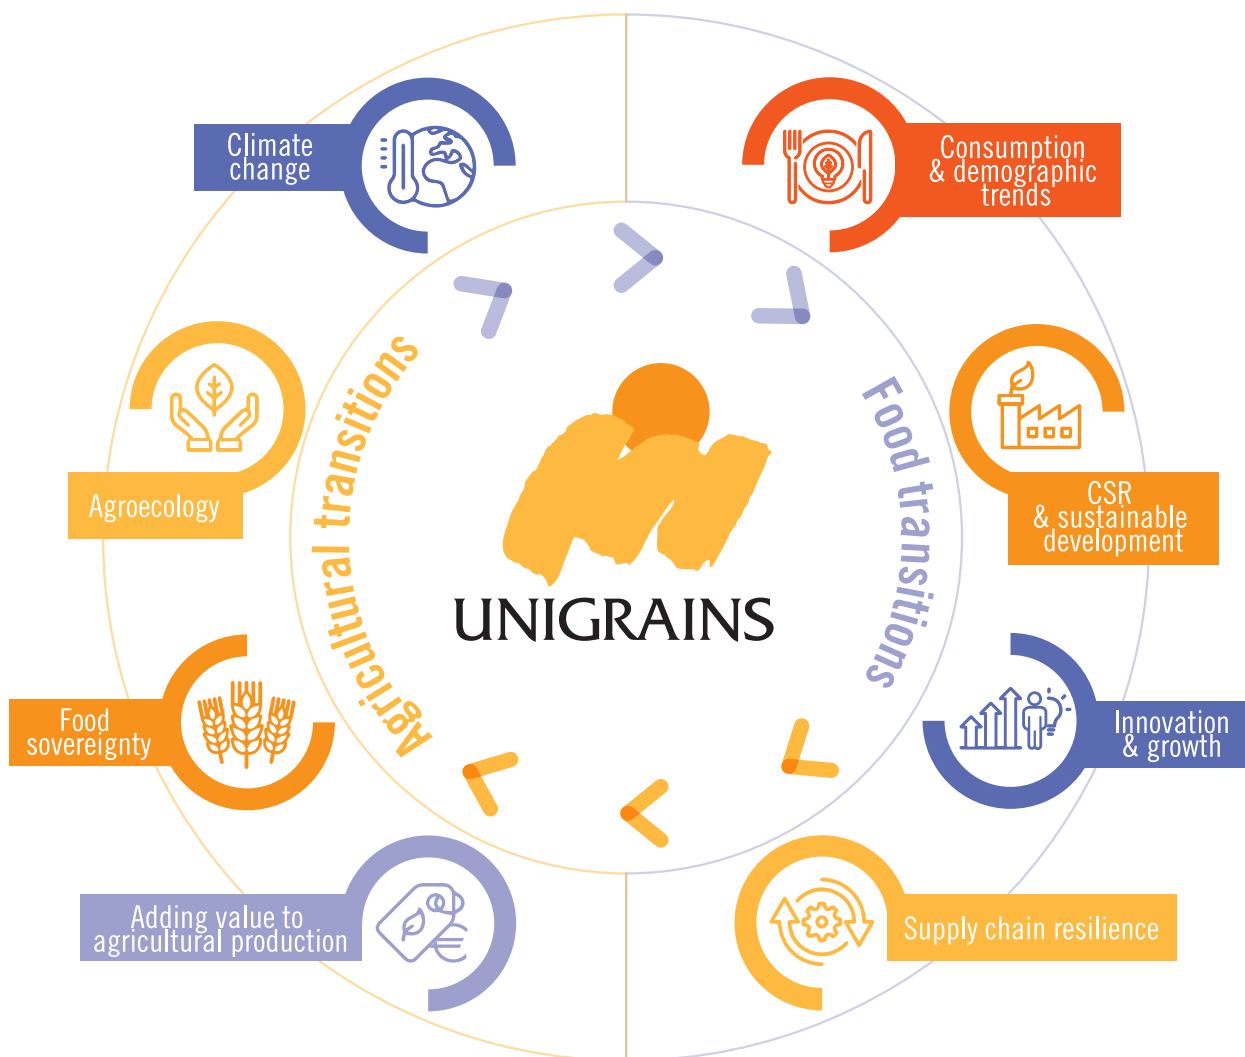 Climate
change
Consumption
& demographic
trends
Agricultural transitions
Food transitions
Agroecology
CSR
& sustainable
development
UNIGRAINS
Food
sovereignty
Innovation
& growth
Adding value to
agricultural production
Supply chain resilience